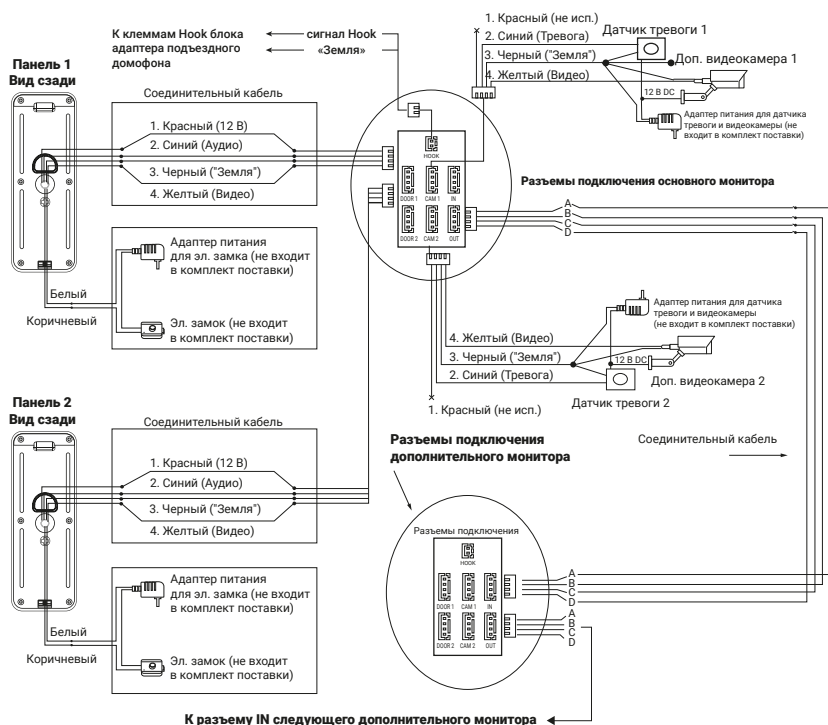 К клеммам Hook блока
адаптера подъездного
домофона
сигнал Hook
«Земля»
1. Красный (не исп.)
2. Синий (Тревога)
3. Черный ("Земля")
4. Желтый (Видео)
Датчик тревоги 1
Доп. видеокамера 1
12 В DC
Адаптер питания для датчика
тревоги и видеокамеры (не
входит в комплект поставки)
Панель 1
Вид сзади
Соединительный кабель
1. Красный (12 В)
2. Синий (Аудио)
3. Черный ("Земля")
4. Желтый (Видео)
Адаптер питания
для эл. замка (не входит
в комплект поставки)
Белый
Коричневый
Эл. замок (не входит
в комплект поставки)
HOOK
DOOR 1 CAM 1 IN
DOOR 2 CAM 2 OUT
Разъемы подключения основного монитора
A
B
C
D
Адаптер питания для датчика
тревоги и видеокамеры
(не входит в комплект поставки)
4. Желтый (Видео)
3. Черный ("Земля")
2. Синий (Тревога)
1. Красный (не исп.)
12 В DC
Доп. видеокамера 2
Датчик тревоги 2
Панель 2
Вид сзади
Соединительный кабель
1. Красный (12 В)
2. Синий (Аудио)
3. Черный ("Земля")
4. Желтый (Видео)
Адаптер питания
для эл. замка (не входит
в комплект поставки)
Белый
Коричневый
Эл. замок (не входит
в комплект поставки)
Разъемы подключения
дополнительного монитора
Соединительный кабель
Разъемы подключения
HOOK
DOOR 1 CAM 1 IN
DOOR 2 CAM 2 OUT
A
B
C
D
A
B
C
D
К разъему IN следующего дополнительного монитора